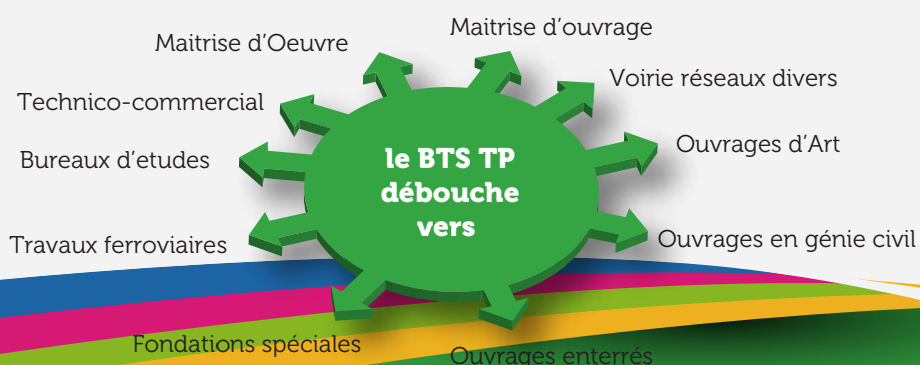 Maitrise d'Oeuvre
Maitrise d'ouvrage
Technico-commercial
Voirie réseaux divers
Bureaux d'etudes
le BTS TP
débouche
vers
Ouvrages d'Art
Travaux ferroviaires
Ouvrages en génie civil
Fondations spéciales
Ouvrages enterrés